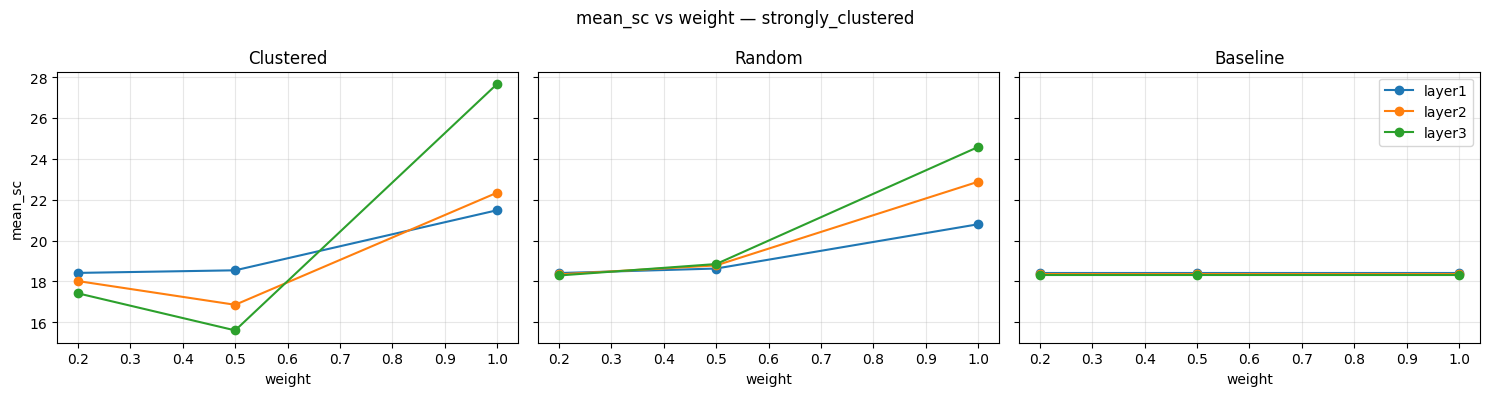 mean_sc vs weight — strongly_clustered
Clustered
Random
Baseline
mean_sc
28
26
24
22
20
18
16
0.2 0.3 0.4 0.5 0.6 0.7 0.8 0.9 1.0
weight
0.2 0.3 0.4 0.5 0.6 0.7 0.8 0.9 1.0
weight
layer1
layer2
layer3
0.2 0.3 0.4 0.5 0.6 0.7 0.8 0.9 1.0
weight